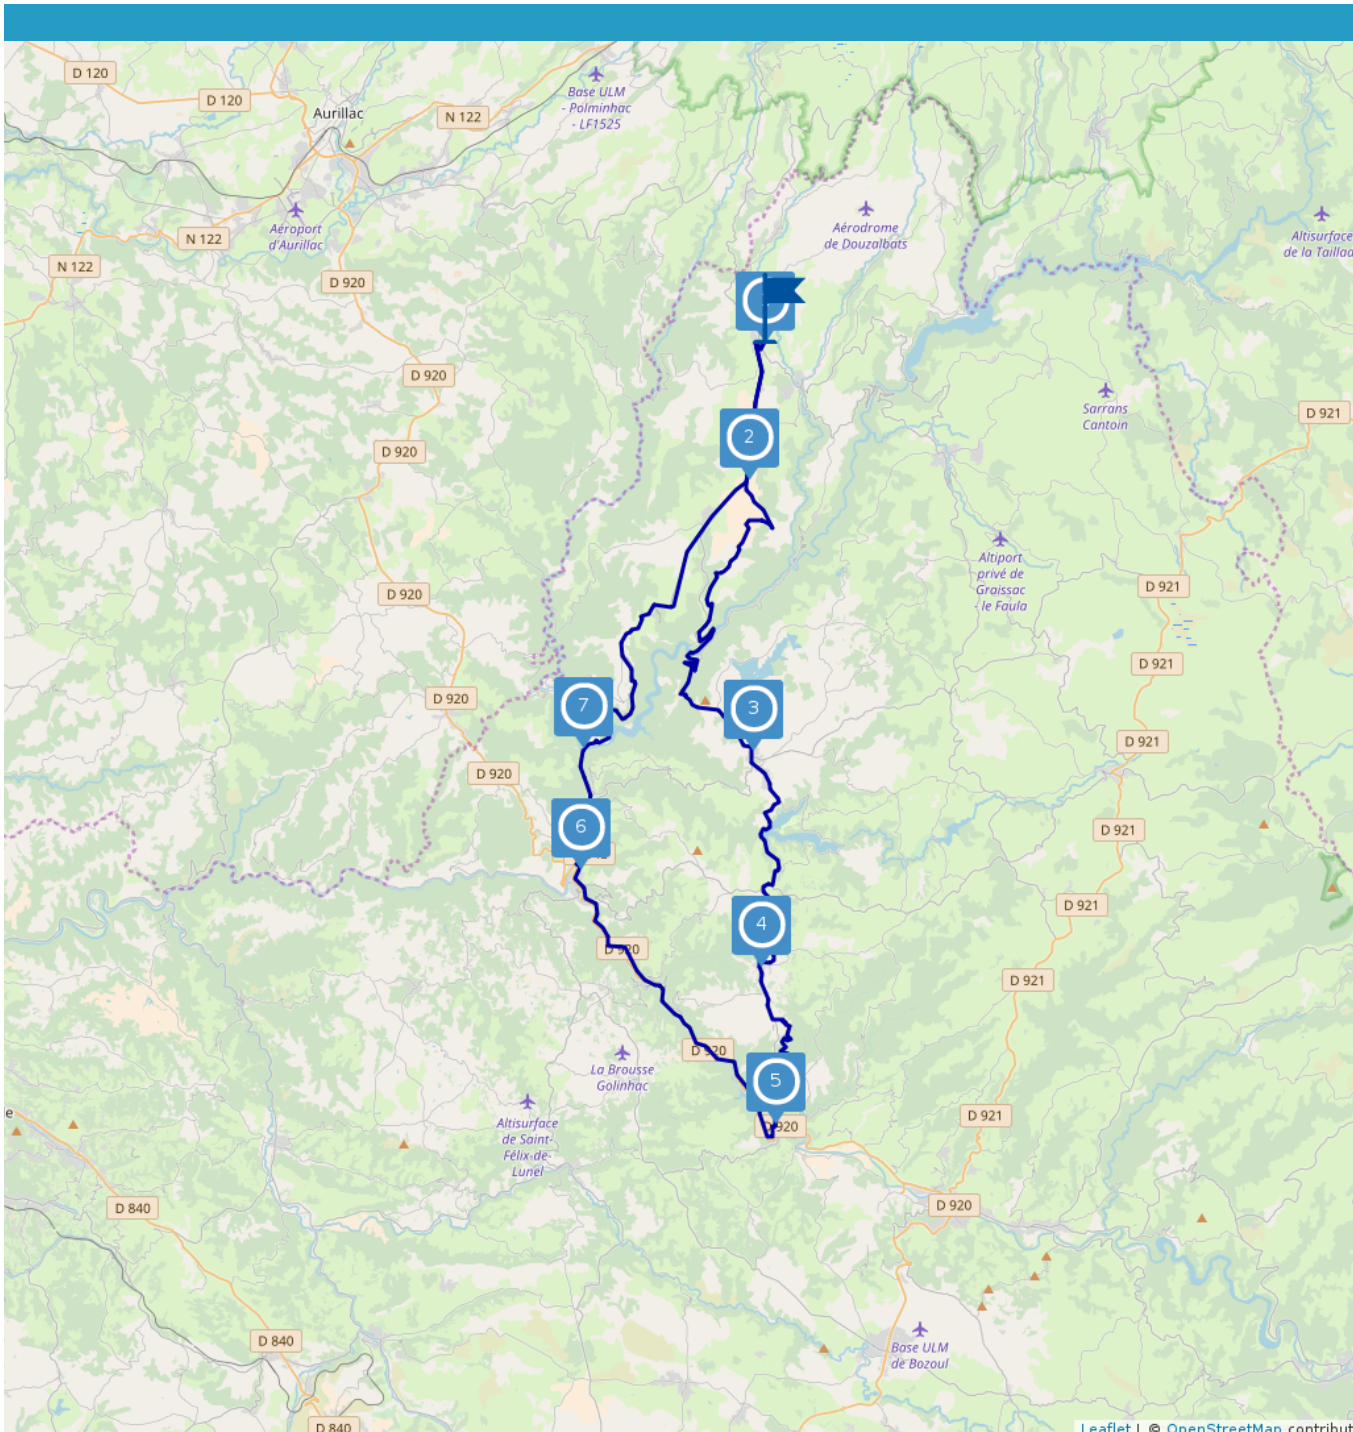 D 120
D 120
Aurillac
N 122
Base ULM
- Polminhac
- LF1525
Aéroport
d'Aurillac
N 122
N 122
D 920
Aérodrome
de Douzalbats
Altisurface
de la Taillad
D 920
2
Sarrans
Cantoin
D 921
D 920
Altiport
privé de
Graissac
- le Faula
D 921
D 920
D 921
D 920
7
3
D 921
D 920
6
D 921
D 921
4
D 920
D 921
D 920
La Brousse
Golinhac
5
D 920
Altisurface
de Saint-
Félix-de-
Lunel
D 921
e
D 840
D 920
D 840
Base ULM
de Bozoul
D 840
Leaflet | © OpenStreetMap contribut